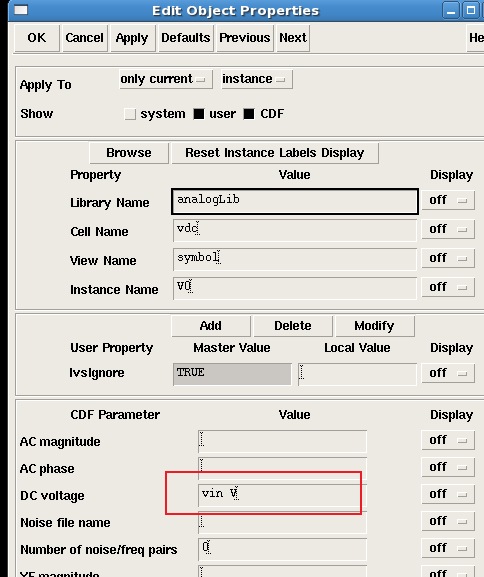 Edit Object Properties
OK Cancel Apply Defaults Previous Next He
Apply To only current instance
Show system user CDF
Browse Reset Instance Labels Display
Property Value Display
Library Name analogLib off
Cell Name vdc off
View Name symbol off
Instance Name V0 off
Add Delete Modify
User Property Master Value Local Value Display
lvsIgnore TRUE off
CDF Parameter Value Display
AC magnitude off
AC phase off
DC voltage vin V off
Noise file name off
Number of noise/freq pairs 0 off
XF magnitude off